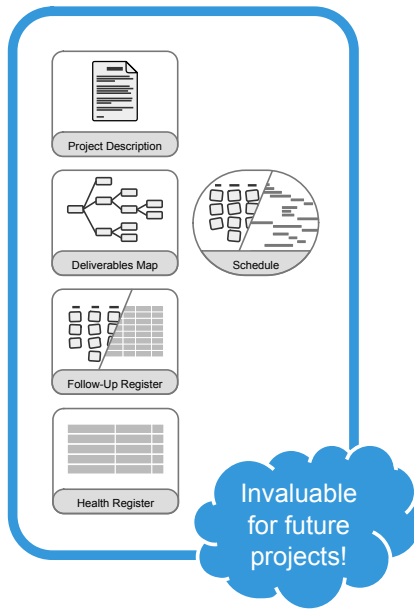 Project Description
Deliverables Map
Schedule
Follow-Up Register
Health Register
Invaluable
for future
projects!